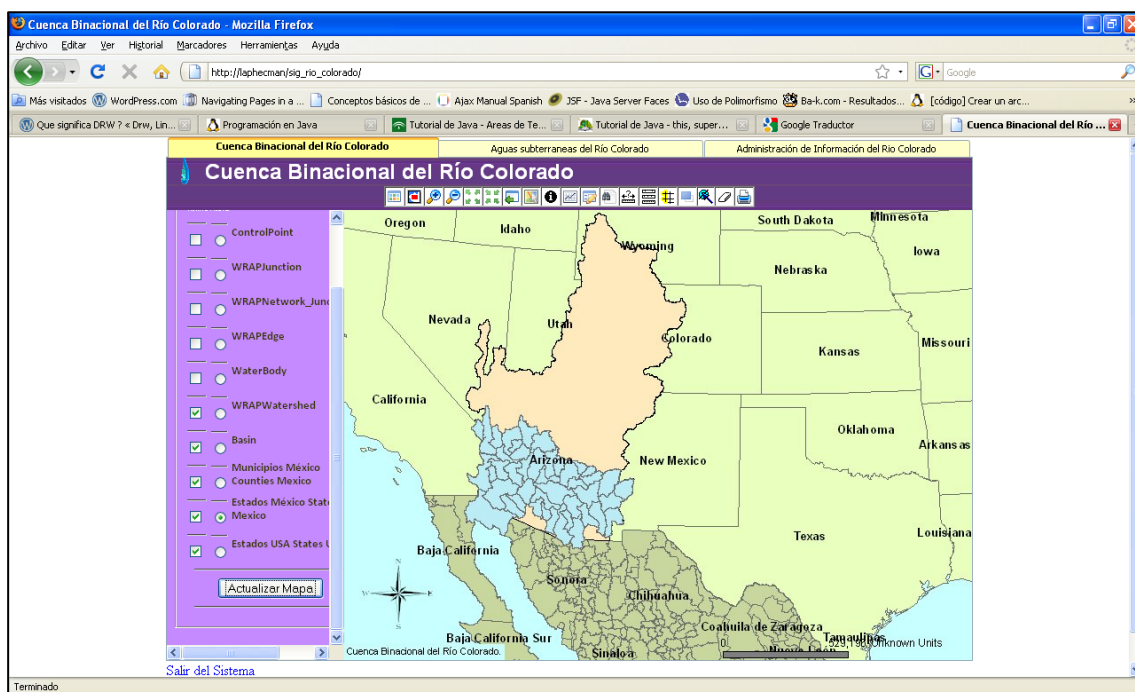 Cuenca Binacional del Río Colorado - Mozilla Firefox
Archivo Editar Ver Historial Marcadores Herramientas Ayuda
http://laphecman/sig_rio_colorado/
Google
Más visitados WordPress.com Navigating Pages in a ... Conceptos básicos de ... Ajax Manual Spanish JSF - Java Server Faces Uso de Polimorfismo Ba-k.com - Resultados... [código] Crear un arc...
Que significa DRW ? « Drw, Lin... Programación en Java Tutorial de Java - Areas de Te... Tutorial de Java - this, super... Google Traductor Cuenca Binacional del Río ...
Cuenca Binacional del Río Colorado Aguas subterraneas del Río Colorado Administración de Información del Rio Colorado
Cuenca Binacional del Río Colorado
ControlPoint
WRAPJunction
WRAPNetwork_Junc
WRAPEdge
WaterBody
WRAPWatershed
Basin
Municipios México
Counties Mexico
Estados México State
Mexico
Estados USA States U
Actualizar Mapa
Oregon
Idaho
Wyoming
South Dakota
Minnesota
Iowa
Nebraska
Nevada
Utah
Colorado
Kansas
Missouri
California
Oklahoma
Arkansas
Arizona
New Mexico
Texas
Louisiana
Baja California
Sonora
Chihuahua
Coahuila de Zaragoza
Tamaulipas
Baja California Sur
Sinaloa
Nuevo Leon
0
Unknown Units
W
E
N
S
Cuenca Binacional del Río Colorado.
Salir del Sistema
Terminado